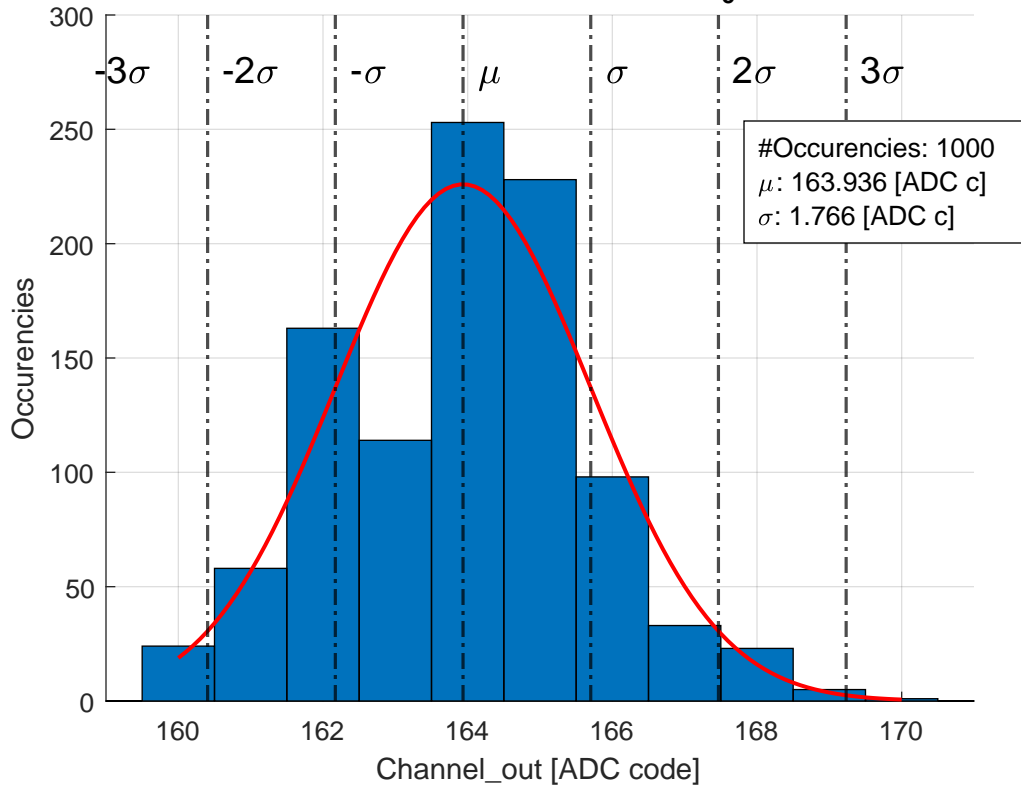 300
-3σ -2σ -σ μ σ 2σ 3σ
250
#Occurencies: 1000
μ: 163.936 [ADC c]
σ: 1.766 [ADC c]
200
150
100
50
0
Occurencies
160 162 164 166 168 170
Channel_out [ADC code]